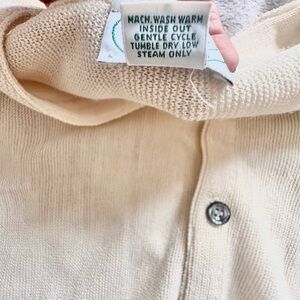 MACH. WASH WARM
INSIDE OUT
GENTLE CYCLE
TUMBLE DRY LOW
STEAM ONLY